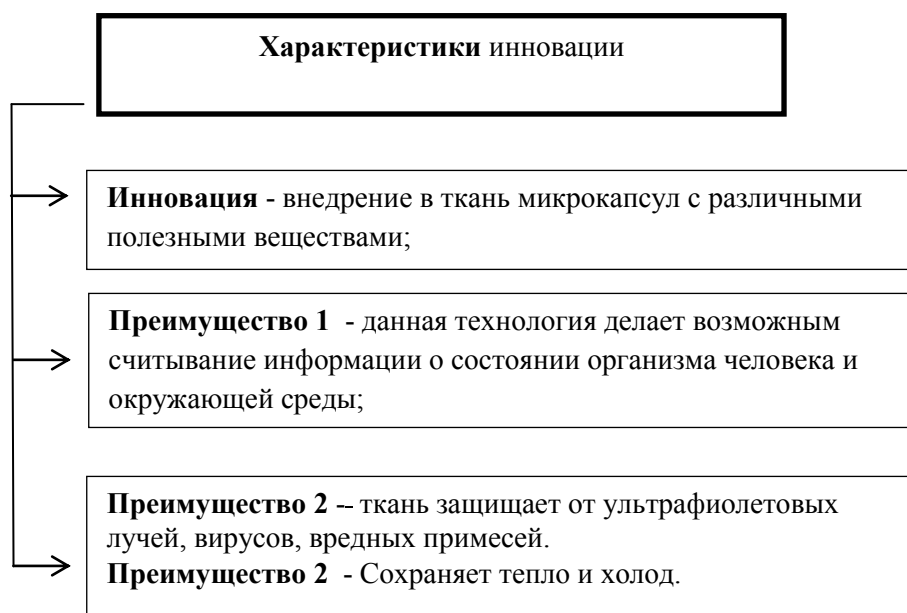 Характеристики инновации
Инновация - внедрение в ткань микрокапсул с различными
полезными веществами;
Преимущество 1 - данная технология делает возможным
считывание информации о состоянии организма человека и
окружающей среды;
Преимущество 2 -- ткань защищает от ультрафиолетовых
лучей, вирусов, вредных примесей.
Преимущество 2 - Сохраняет тепло и холод.